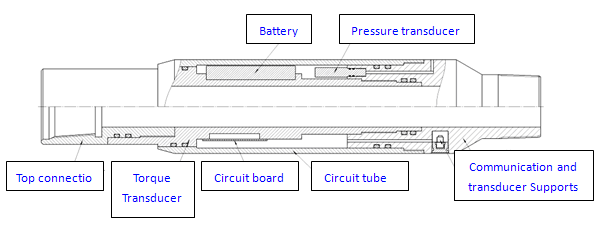 Battery
Pressure transducer
Top connectio
Torque
Transducer
Circuit board
Circuit tube
Communication and
transducer Supports